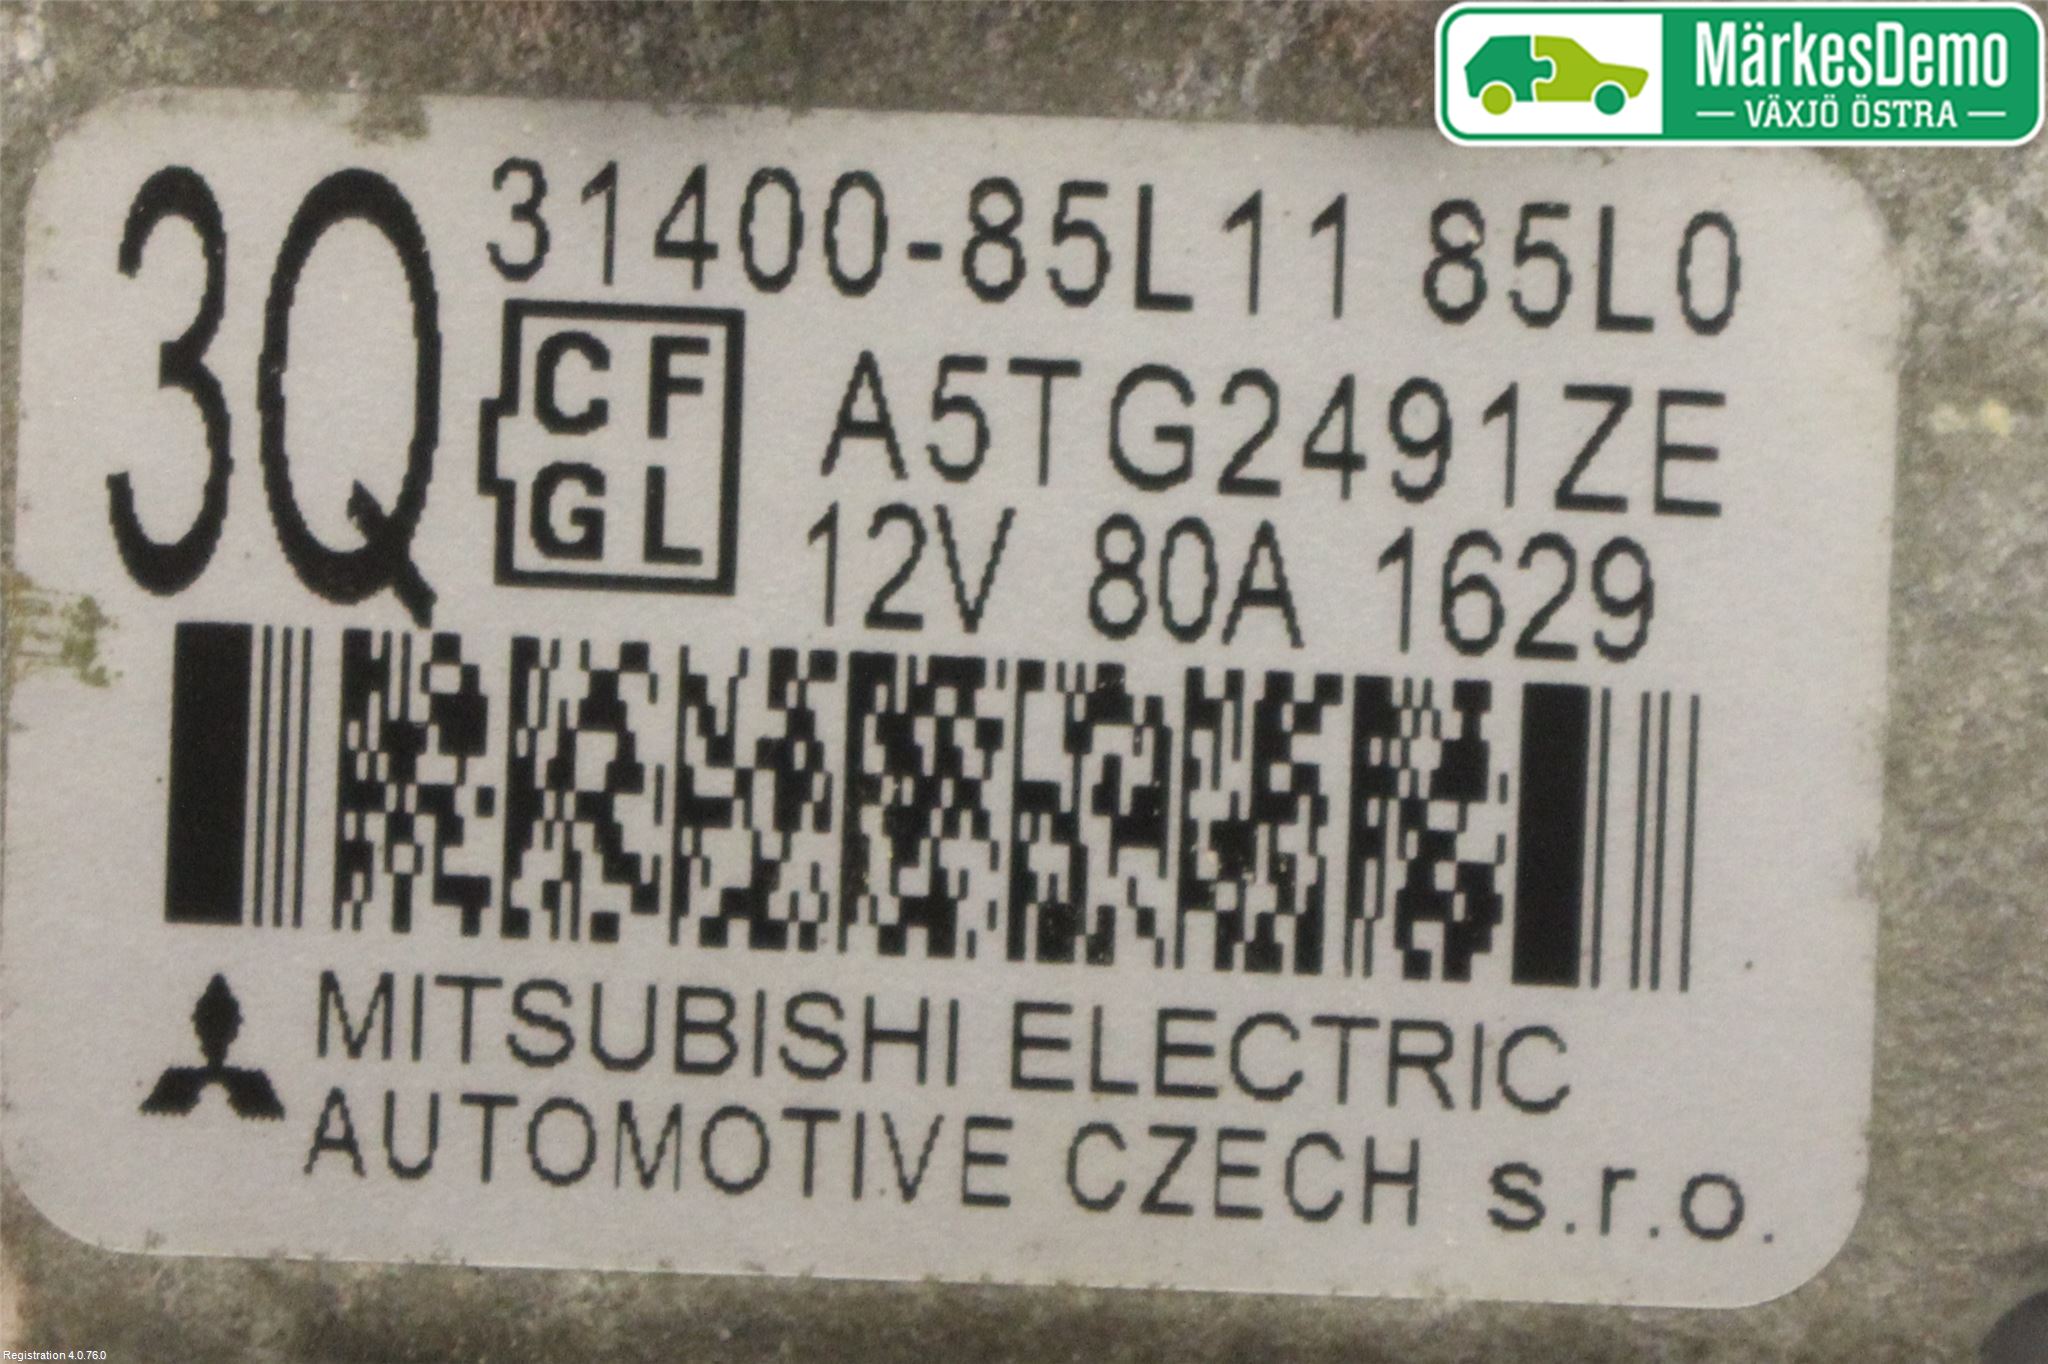 MärkesDemo
VÄXJÖ ÖSTRA
3Q
31400-85L11 85L0
C F
G L
A5TG2491ZE
12V 80A 1629
MITSUBISHI ELECTRIC
AUTOMOTIVE CZECH s.r.o.
Registration 4.0.76.0